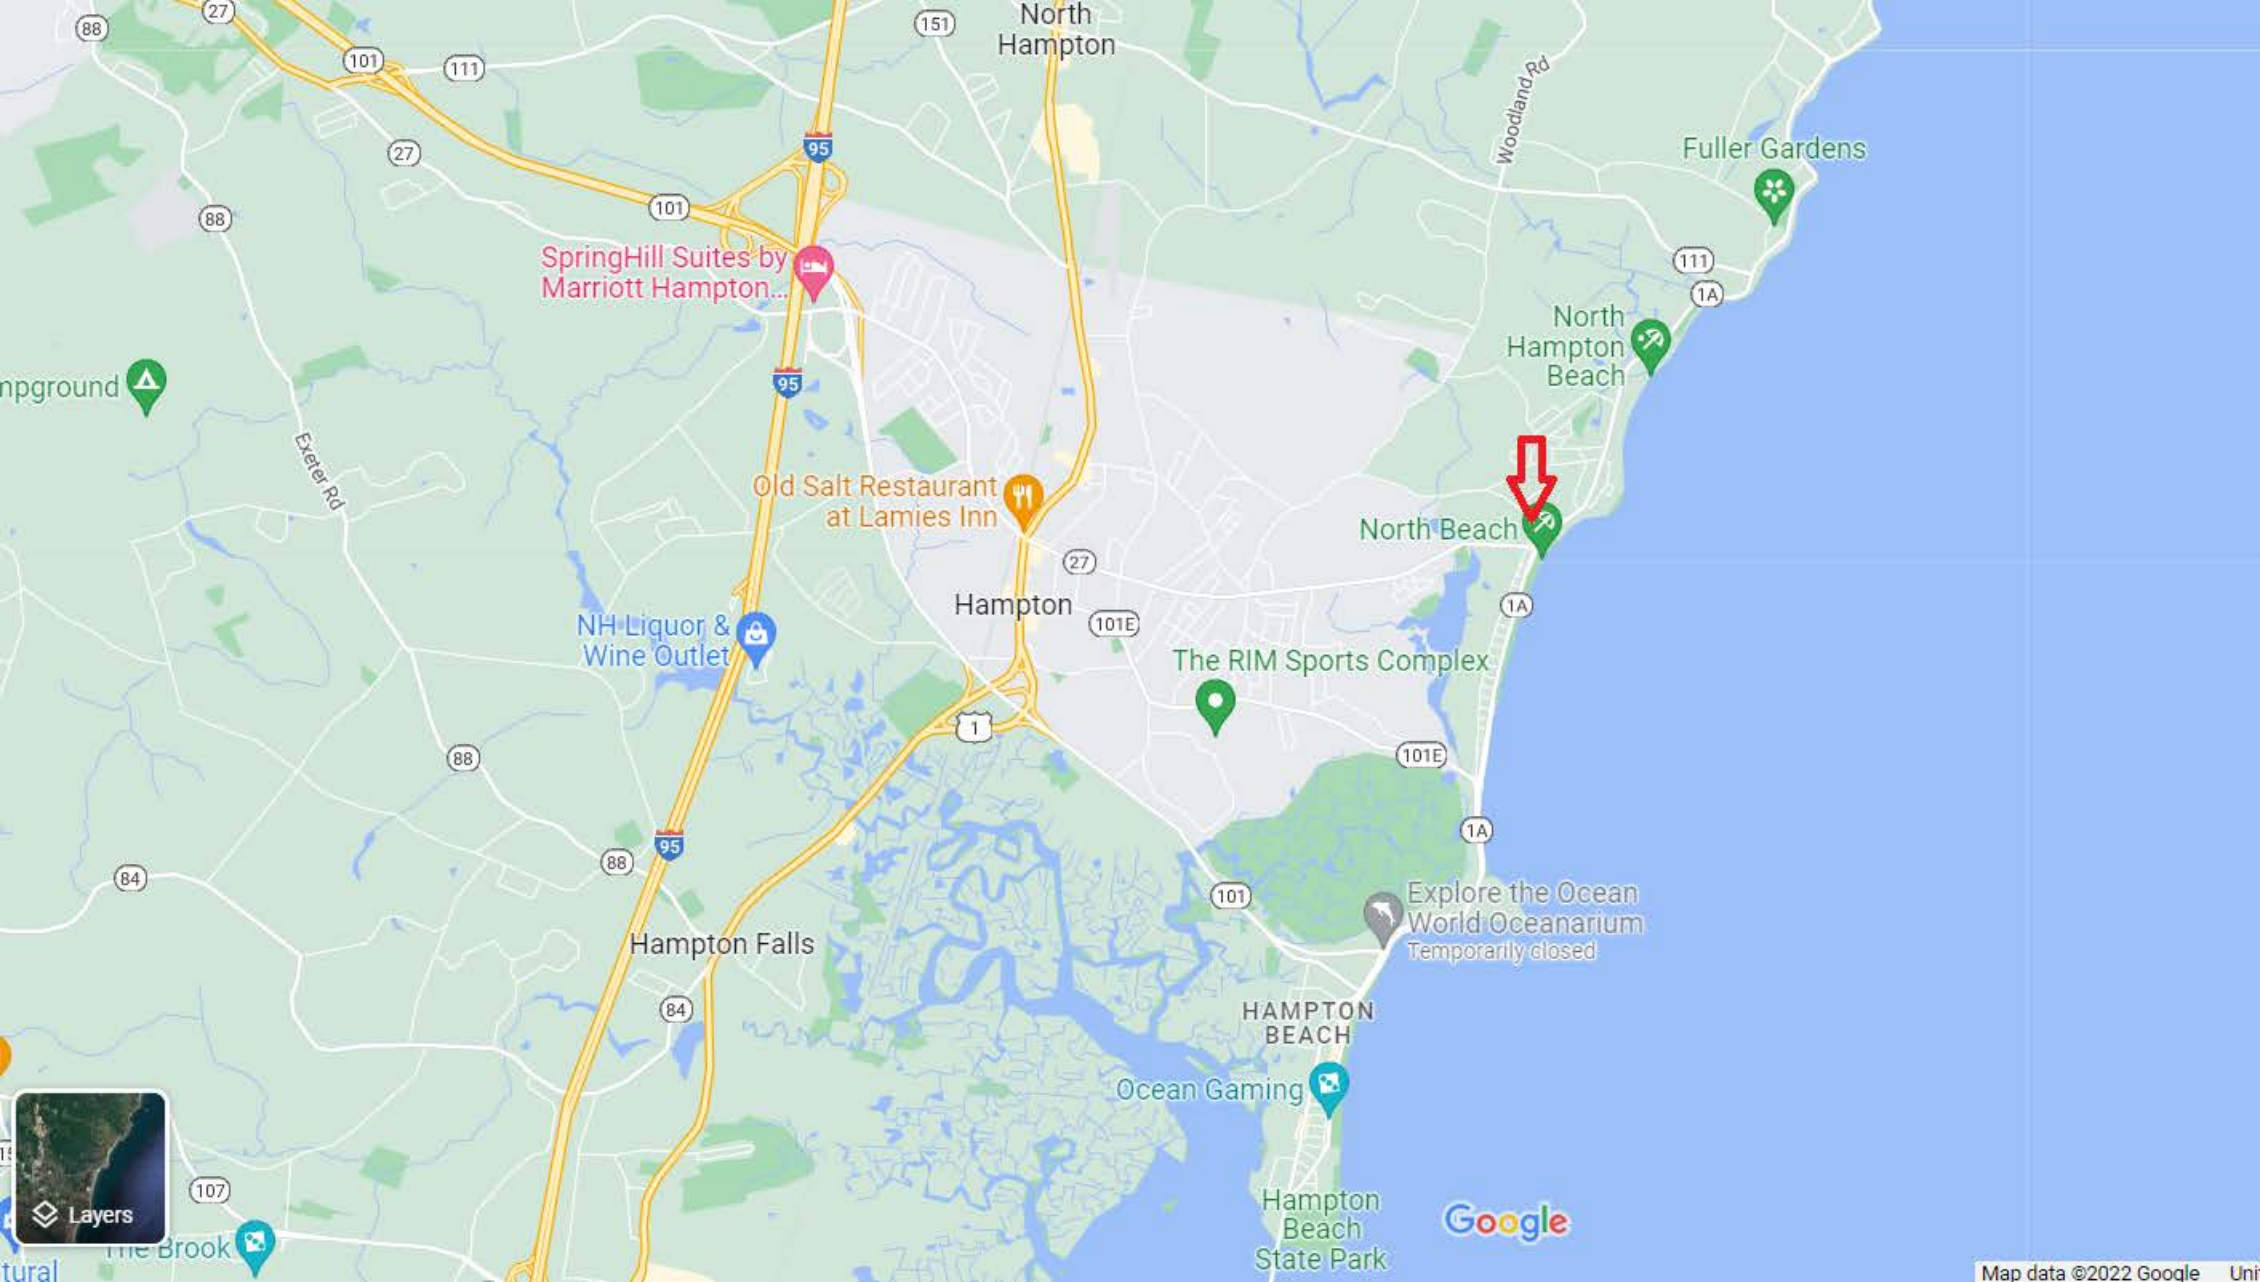 27
88
151
North
Hampton
101
111
Woodland Rd
95
Fuller Gardens
27
101
88
SpringHill Suites by
Marriott Hampton...
111
1A
North
Hampton
Beach
95
mpground
Exeter Rd
Old Salt Restaurant
at Lamies Inn
North Beach
27
Hampton
1A
101E
NH Liquor &
Wine Outlet
The RIM Sports Complex
1
101E
88
1A
95
88
84
101
Explore the Ocean
World Oceanarium
Temporarily closed
Hampton Falls
84
HAMPTON
BEACH
Ocean Gaming
107
Layers
The Brook
tural
Hampton
Beach
State Park
Google
Map data ©2022 Google Uni